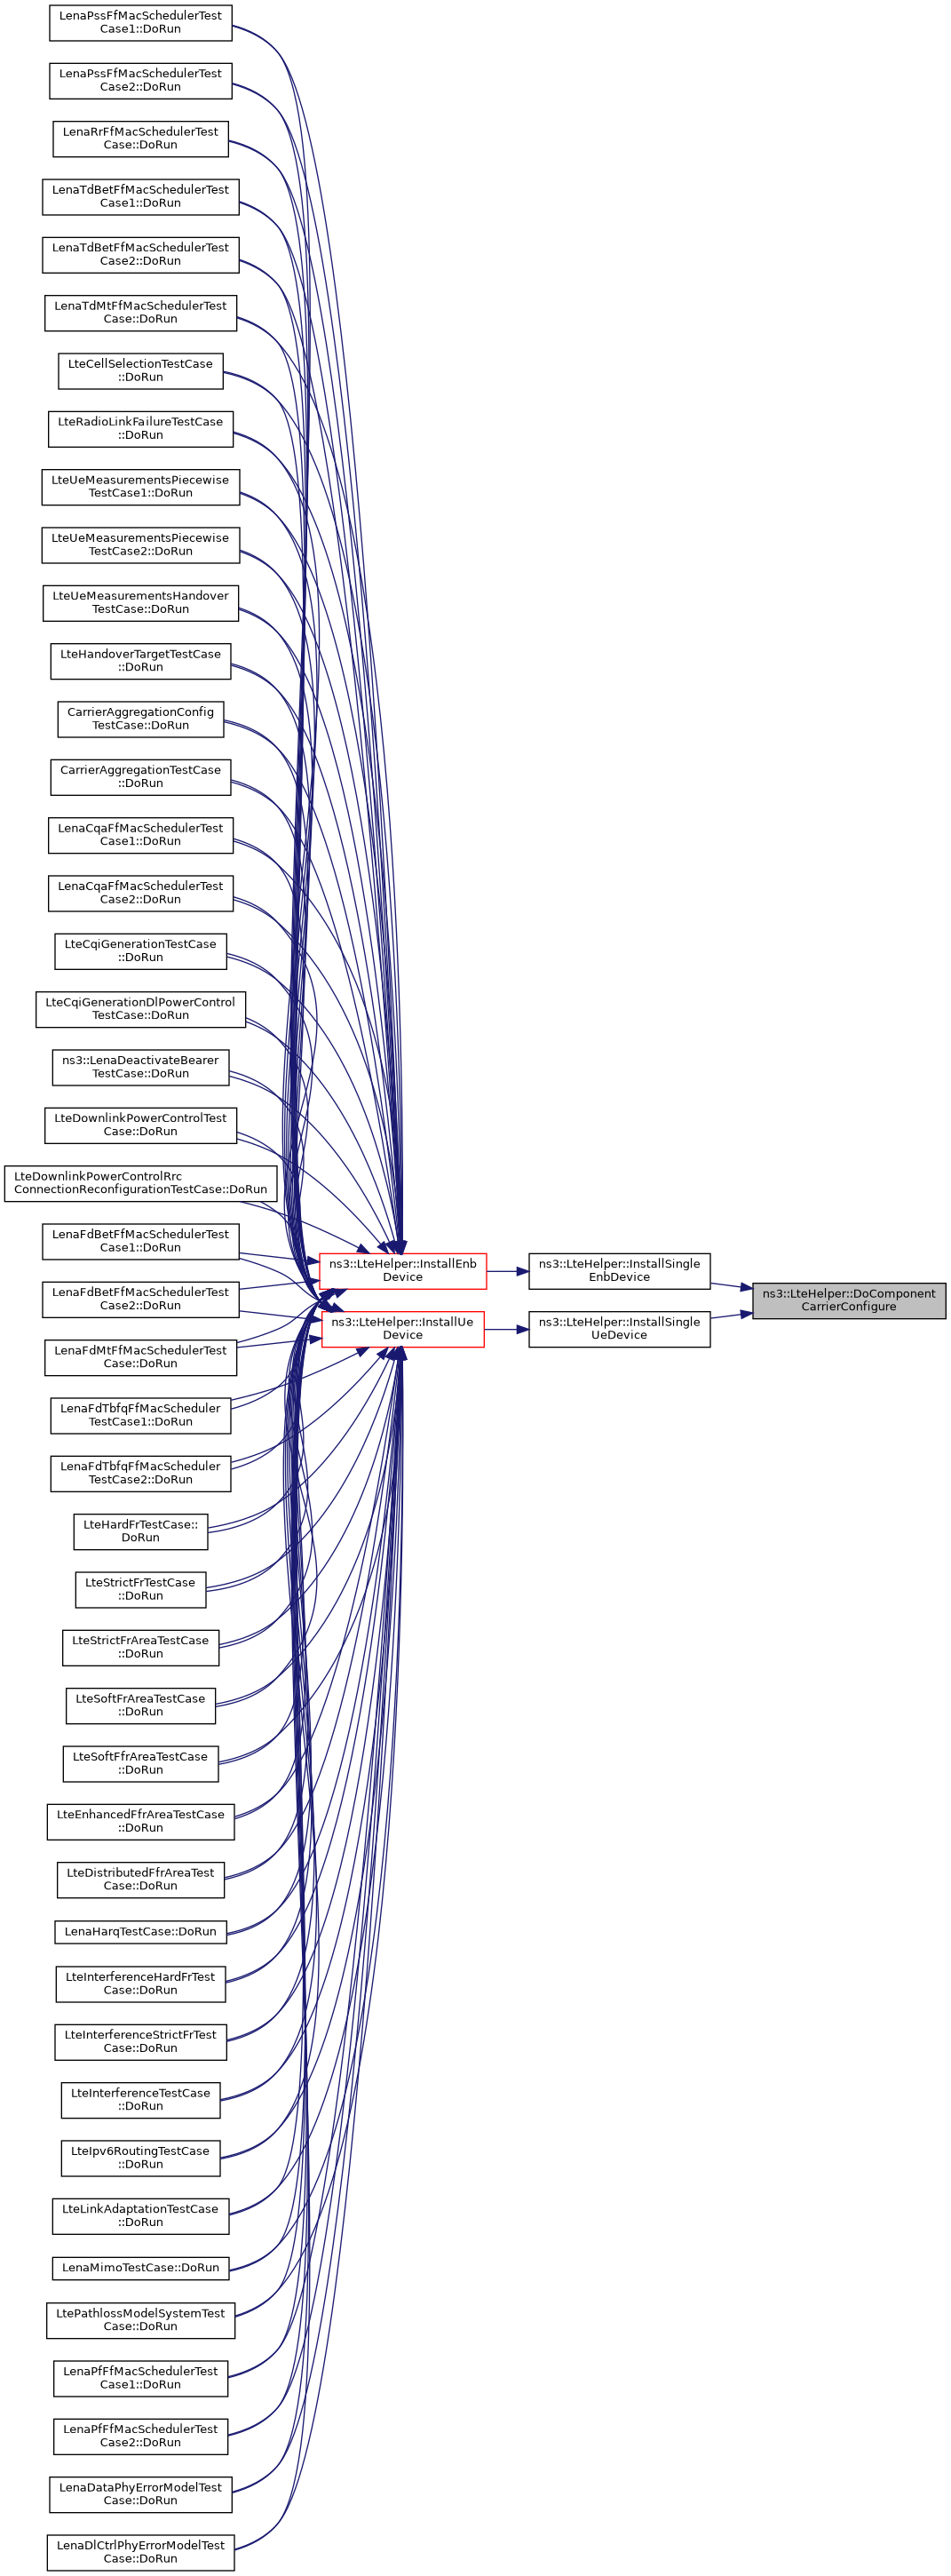 LenaPssFfMacSchedulerTest
Case1::DoRun
LenaPssFfMacSchedulerTest
Case2::DoRun
LenaRrFfMacSchedulerTest
Case::DoRun
LenaTdBetFfMacSchedulerTest
Case1::DoRun
LenaTdBetFfMacSchedulerTest
Case2::DoRun
LenaTdMtFfMacSchedulerTest
Case::DoRun
LteCellSelectionTestCase
::DoRun
LteRadioLinkFailureTestCase
::DoRun
LteUeMeasurementsPiecewise
TestCase1::DoRun
LteUeMeasurementsPiecewise
TestCase2::DoRun
LteUeMeasurementsHandover
TestCase::DoRun
LteHandoverTargetTestCase
::DoRun
CarrierAggregationConfig
TestCase::DoRun
CarrierAggregationTestCase
::DoRun
LenaCqaFfMacSchedulerTest
Case1::DoRun
LenaCqaFfMacSchedulerTest
Case2::DoRun
LteCqiGenerationTestCase
::DoRun
LteCqiGenerationDlPowerControl
TestCase::DoRun
ns3::LenaDeactivateBearer
TestCase::DoRun
LteDownlinkPowerControlTest
Case::DoRun
LteDownlinkPowerControlRrc
ConnectionReconfigurationTestCase::DoRun
LenaFdBetFfMacSchedulerTest
Case1::DoRun
LenaFdBetFfMacSchedulerTest
Case2::DoRun
LenaFdMtFfMacSchedulerTest
Case::DoRun
LenaFdTbfqFfMacScheduler
TestCase1::DoRun
LenaFdTbfqFfMacScheduler
TestCase2::DoRun
LteHardFrTestCase::
DoRun
LteStrictFrTestCase
::DoRun
LteStrictFrAreaTestCase
::DoRun
LteSoftFrAreaTestCase
::DoRun
LteSoftFfrAreaTestCase
::DoRun
LteEnhancedFfrAreaTestCase
::DoRun
LteDistributedFfrAreaTest
Case::DoRun
LenaHarqTestCase::DoRun
LteInterferenceHardFrTest
Case::DoRun
LteInterferenceStrictFrTest
Case::DoRun
LteInterferenceTestCase
::DoRun
LteIpv6RoutingTestCase
::DoRun
LteLinkAdaptationTestCase
::DoRun
LenaMimoTestCase::DoRun
LtePathlossModelSystemTest
Case::DoRun
LenaPfFfMacSchedulerTest
Case1::DoRun
LenaPfFfMacSchedulerTest
Case2::DoRun
LenaDataPhyErrorModelTest
Case::DoRun
LenaDlCtrlPhyErrorModelTest
Case::DoRun
ns3::LteHelper::InstallEnb
Device
ns3::LteHelper::InstallUe
Device
ns3::LteHelper::InstallSingle
EnbDevice
ns3::LteHelper::InstallSingle
UeDevice
ns3::LteHelper::DoComponent
CarrierConfigure